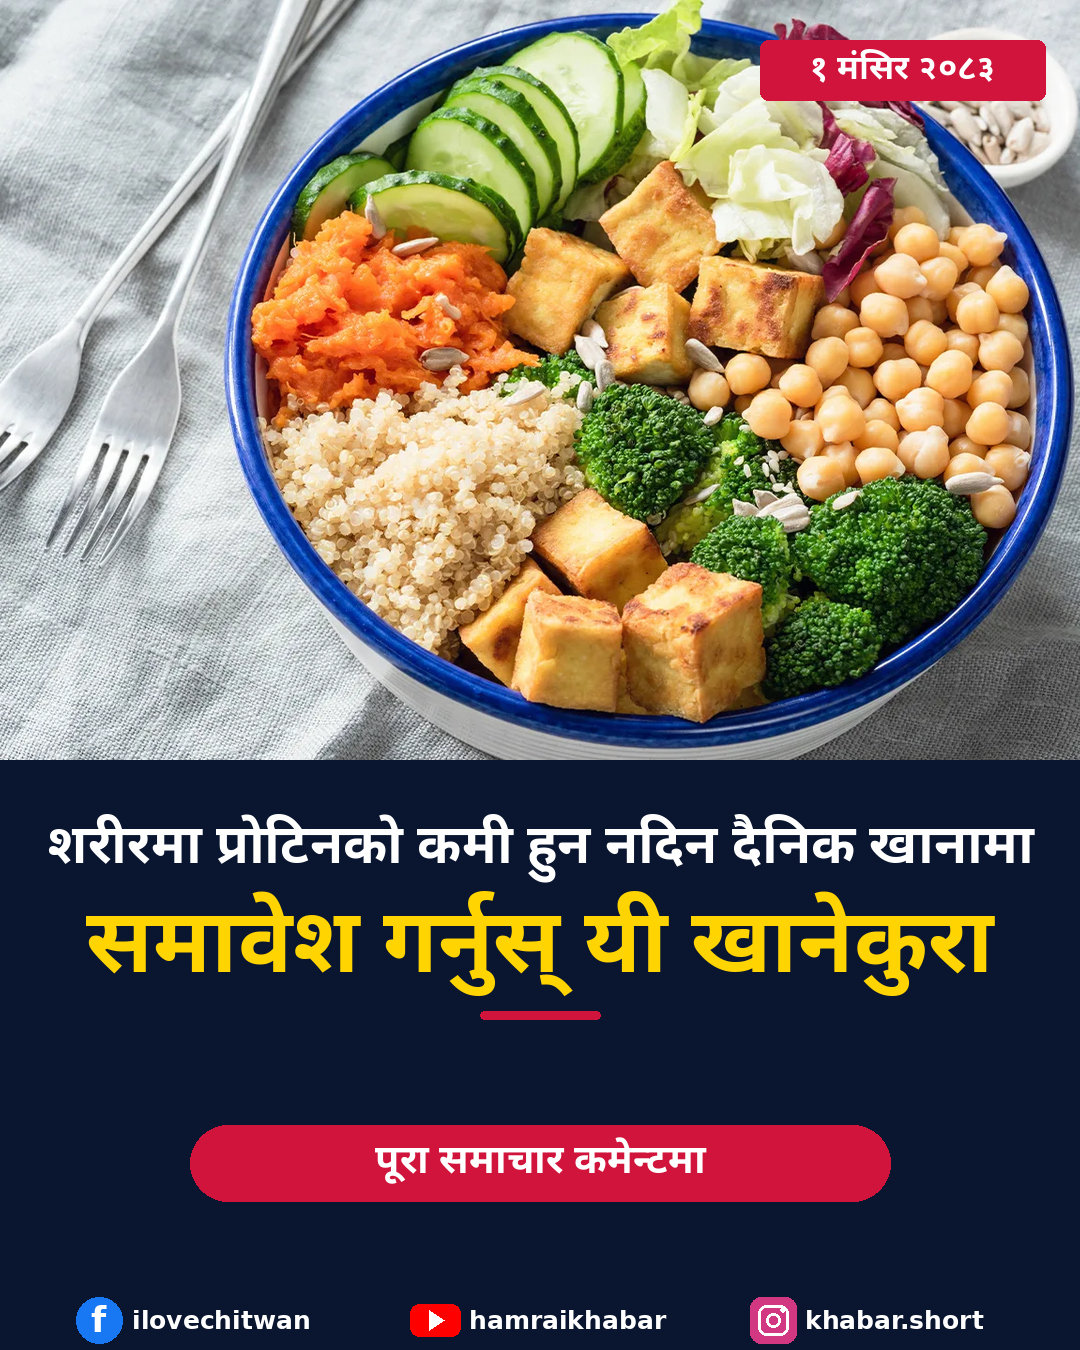 १ मंसिर २०८३
शरीरमा प्रोटिनको कमी हुन नदिन दैनिक खानामा
समावेश गर्नुस् यी खानेकुरा
पूरा समाचार कमेन्टमा
ilovechitwan
hamraikhabar
khabar.short